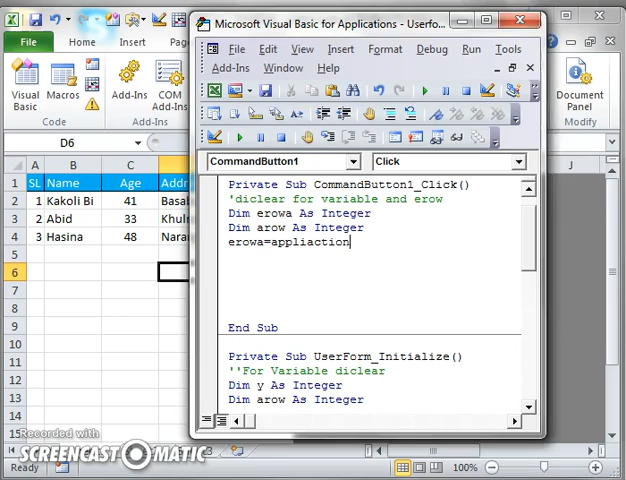 Microsoft Visual Basic for Applications - Userfo...
File Edit View Insert Format Debug Run Tools
Add-Ins Window Help
File Home Insert Pa
Visual Basic
Macros
Code
Add-Ins
COM Add-Ins
Add-Ins
Document Panel
D6
CommandButton1
Click
A B C J
1 SL Name Age Addr
2 1 Kakoli Bi 41 Basab
3 2 Abid 33 Khuln
4 3 Hasina 48 Naran
5
6
7
8
9
10
11
12
13
14
15
Private Sub CommandButton1_Click()
'diclear for variable and erow
Dim erowa As Integer
Dim arow As Integer
erowa=appliaction
End Sub
Private Sub UserForm_Initialize()
''For Variable diclear
Dim y As Integer
Dim arow As Integer
Recorded with
SCREENCAST-O-MATIC
Ready
100%